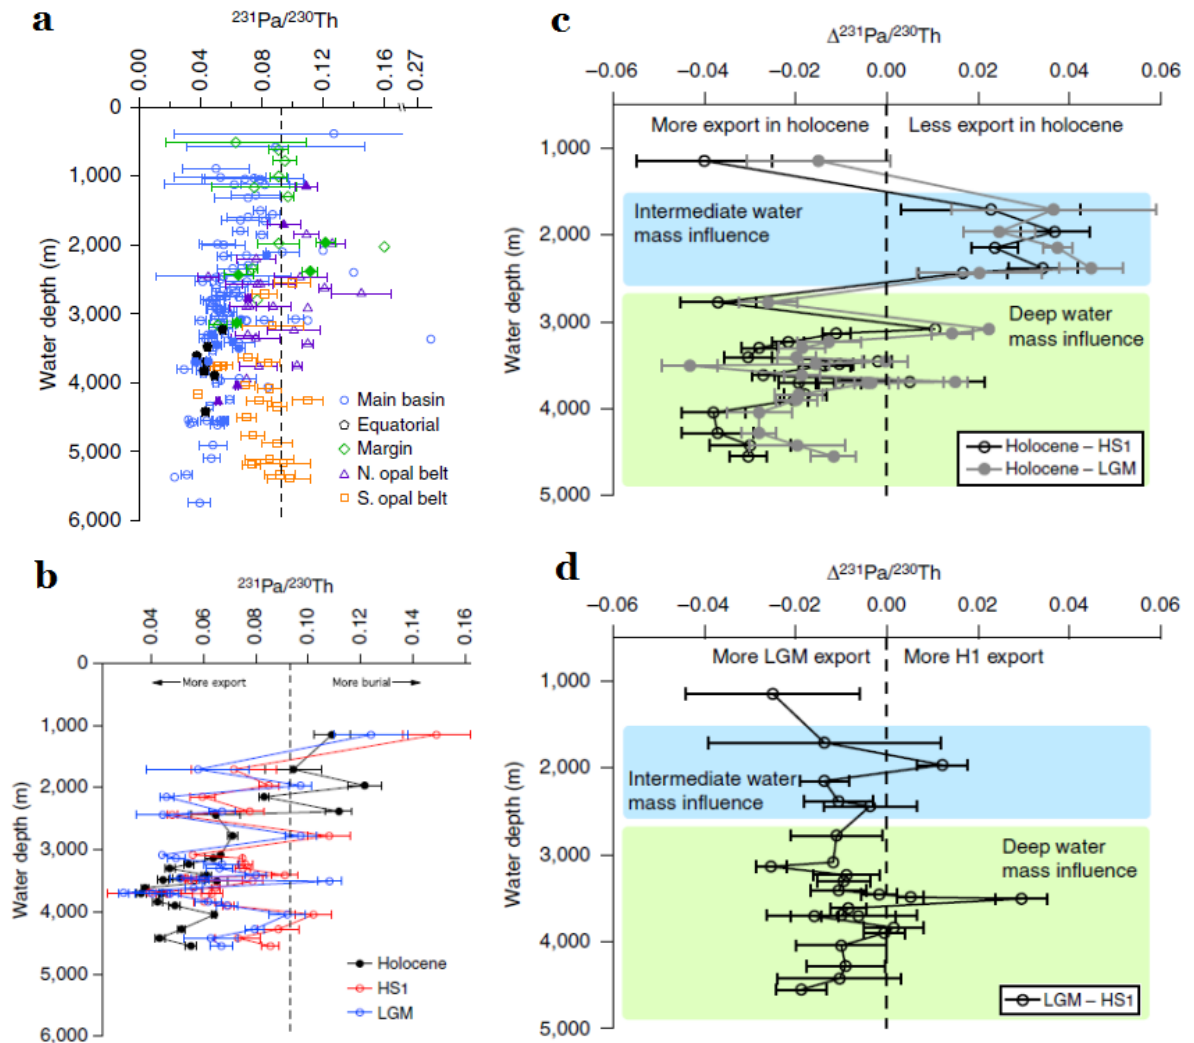 a
231Pa/230Th
0.00
0.04
0.08
0.12
0.16
0.27
0
1,000
2,000
3,000
4,000
5,000
6,000
Water depth (m)
Main basin
Equatorial
Margin
N. opal belt
S. opal belt
b
231Pa/230Th
0.04
0.06
0.08
0.10
0.12
0.14
0.16
0
1,000
2,000
3,000
4,000
5,000
6,000
Water depth (m)
More export
More burial
Holocene
HS1
LGM
c
Δ231Pa/230Th
−0.06 −0.04 −0.02 0.00 0.02 0.04 0.06
More export in holocene
Less export in holocene
1,000
2,000
3,000
4,000
5,000
Water depth (m)
Intermediate water
mass influence
Deep water
mass influence
Holocene – HS1
Holocene – LGM
d
Δ231Pa/230Th
−0.06 −0.04 −0.02 0.00 0.02 0.04 0.06
More LGM export
More H1 export
1,000
2,000
3,000
4,000
5,000
Water depth (m)
Intermediate water
mass influence
Deep water
mass influence
LGM – HS1